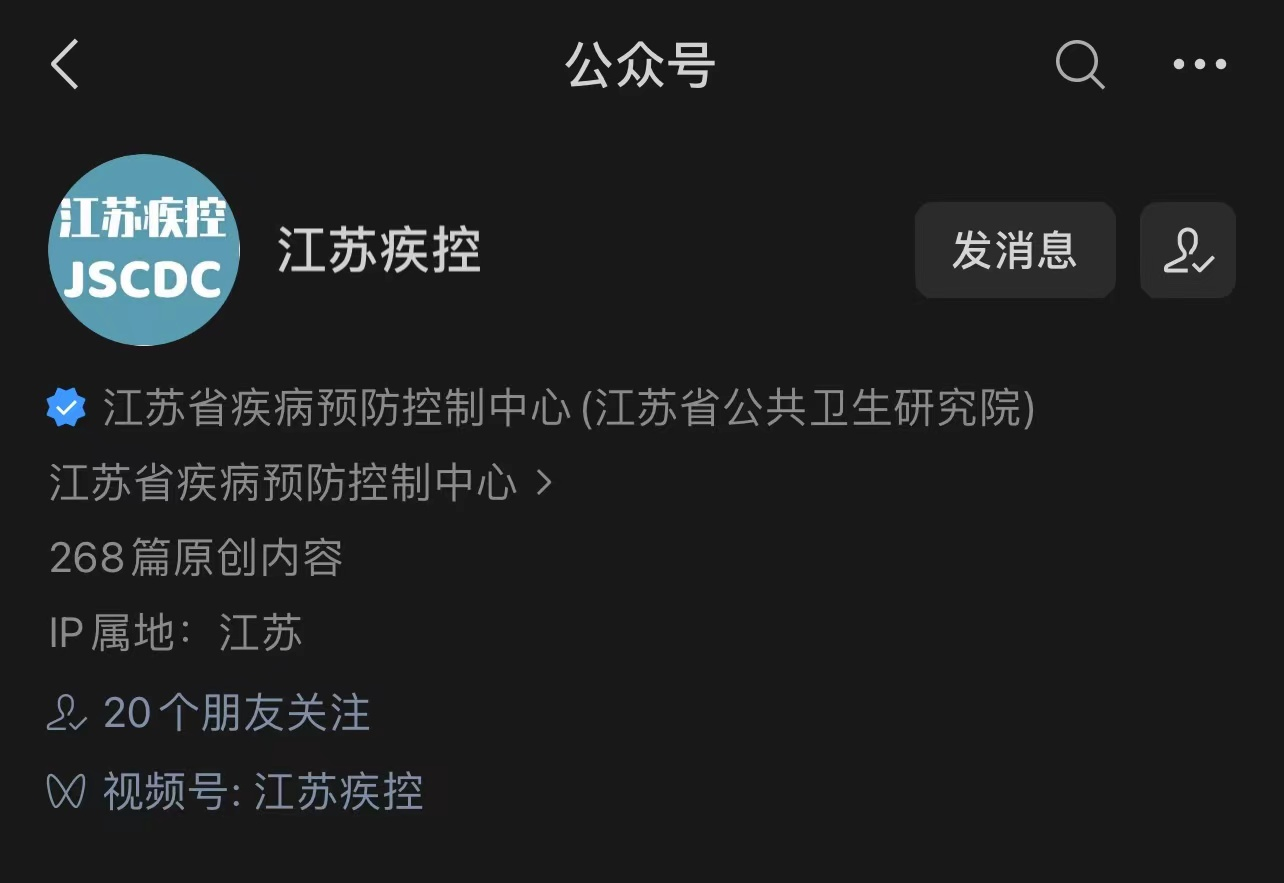 公众号
江苏疾控
JSCDC
江苏疾控
发消息
江苏省疾病预防控制中心(江苏省公共卫生研究院)
江苏省疾病预防控制中心
268篇原创内容
IP属地：江苏
20个朋友关注
视频号: 江苏疾控